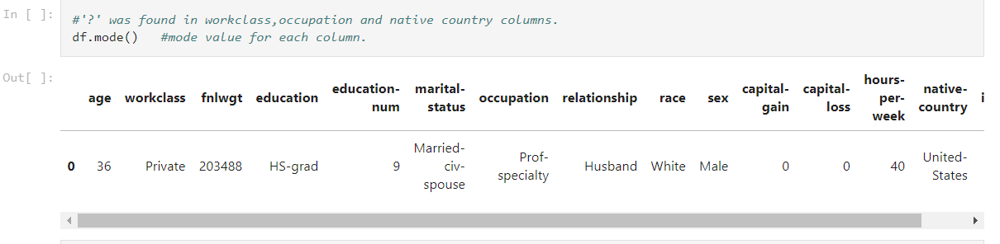 In [ ]:
#'?' was found in workclass,occupation and native country columns.
df.mode()   #mode value for each column.
Out[ ]:
age workclass fnlwgt education education-num marital-status occupation relationship race sex capital-gain capital-loss hours-per-week native-country i
0 36 Private 203488 HS-grad 9 Married-civ-spouse Prof-specialty Husband White Male 0 0 40 United-States